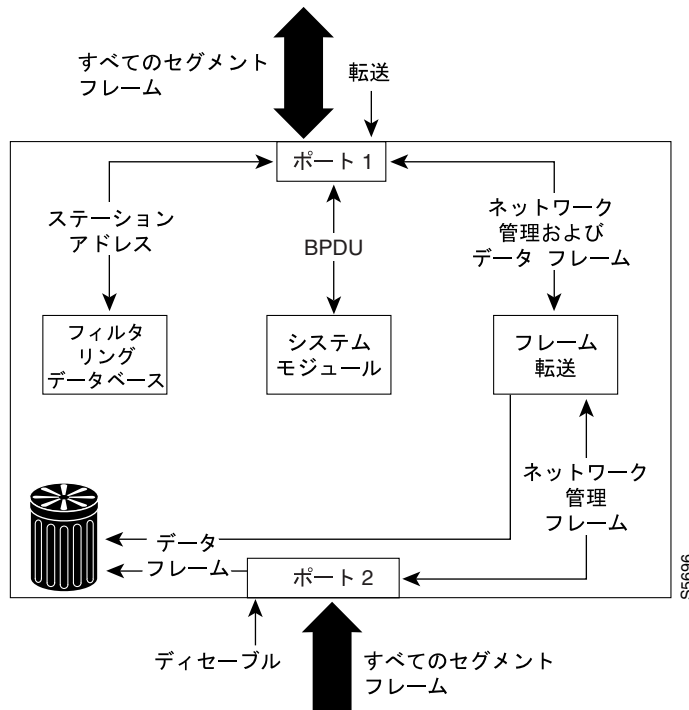 すべてのセグメント
フレーム
転送
ポート 1
ステーション
アドレス
BPDU
ネットワーク
管理および
データ フレーム
フィルタ
リング
データベース
システム
モジュール
フレーム
転送
ネットワーク
管理
フレーム
データ
フレーム
ポート 2
ディセーブル
すべてのセグメント
フレーム
S5696